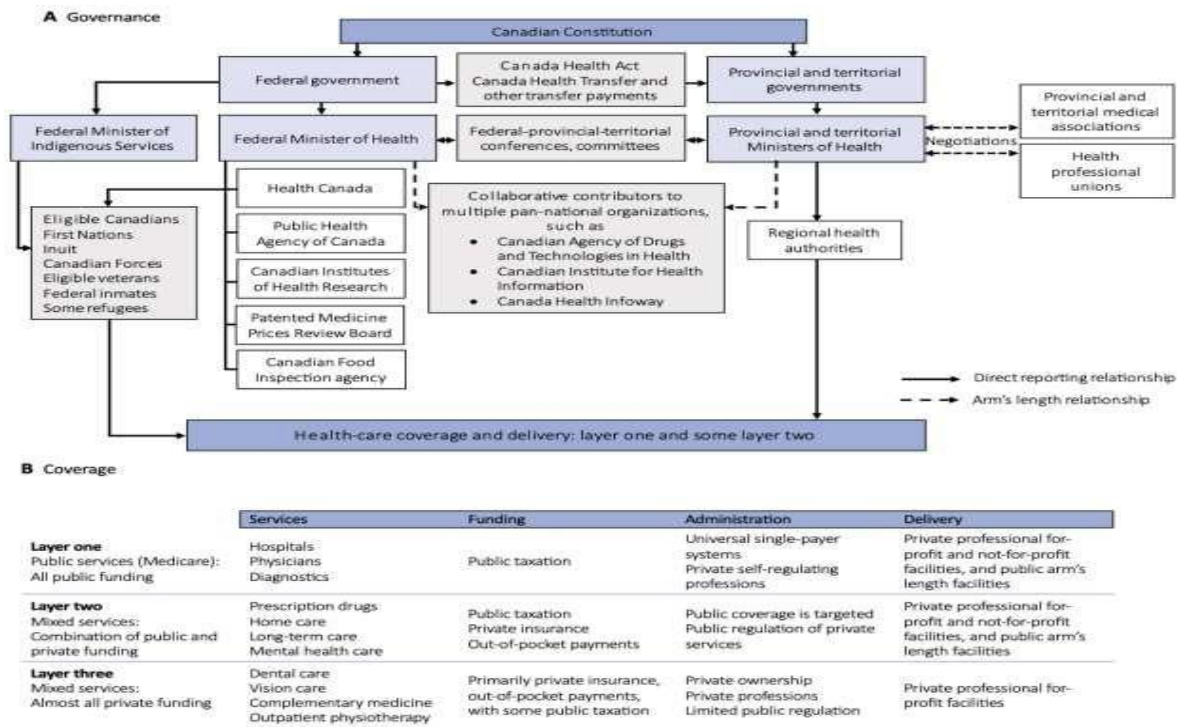 A Governance
Canadian Constitution
Federal government
Canada Health Act
Canada Health Transfer and
other transfer payments
Provincial and territorial
governments
Provincial and
territorial medical
associations
Federal Minister of
Indigenous Services
Federal Minister of Health
Federal-provincial-territorial
conferences, committees
Provincial and territorial
Ministers of Health
Negotiations
Health
professional
unions
Eligible Canadians
First Nations
Inuit
Canadian Forces
Eligible veterans
Federal inmates
Some refugees
Health Canada
Public Health
Agency of Canada
Canadian Institutes
of Health Research
Patented Medicine
Prices Review Board
Canadian Food
Inspection agency
Collaborative contributors to
multiple pan-national organizations,
such as
• Canadian Agency of Drugs
and Technologies in Health
• Canadian Institute for Health
Information
• Canada Health Infoway
Regional health
authorities
Direct reporting relationship
Arm's length relationship
Health-care coverage and delivery: layer one and some layer two
B Coverage
Services Funding Administration Delivery
Layer one
Public services (Medicare):
All public funding
Hospitals
Physicians
Diagnostics
Public taxation
Universal single-payer
systems
Private self-regulating
professions
Private professional for-
profit and not-for-profit
facilities, and public arm's
length facilities
Layer two
Mixed services:
Combination of public and
private funding
Prescription drugs
Home care
Long-term care
Mental health care
Public taxation
Private insurance
Out-of-pocket payments
Public coverage is targeted
Public regulation of private
services
Private professional for-
profit and not-for-profit
facilities, and public arm's
length facilities
Layer three
Mixed services:
Almost all private funding
Dental care
Vision care
Complementary medicine
Outpatient physiotherapy
Primarily private insurance,
out-of-pocket payments,
with some public taxation
Private ownership
Private professions
Limited public regulation
Private professional for-
profit facilities